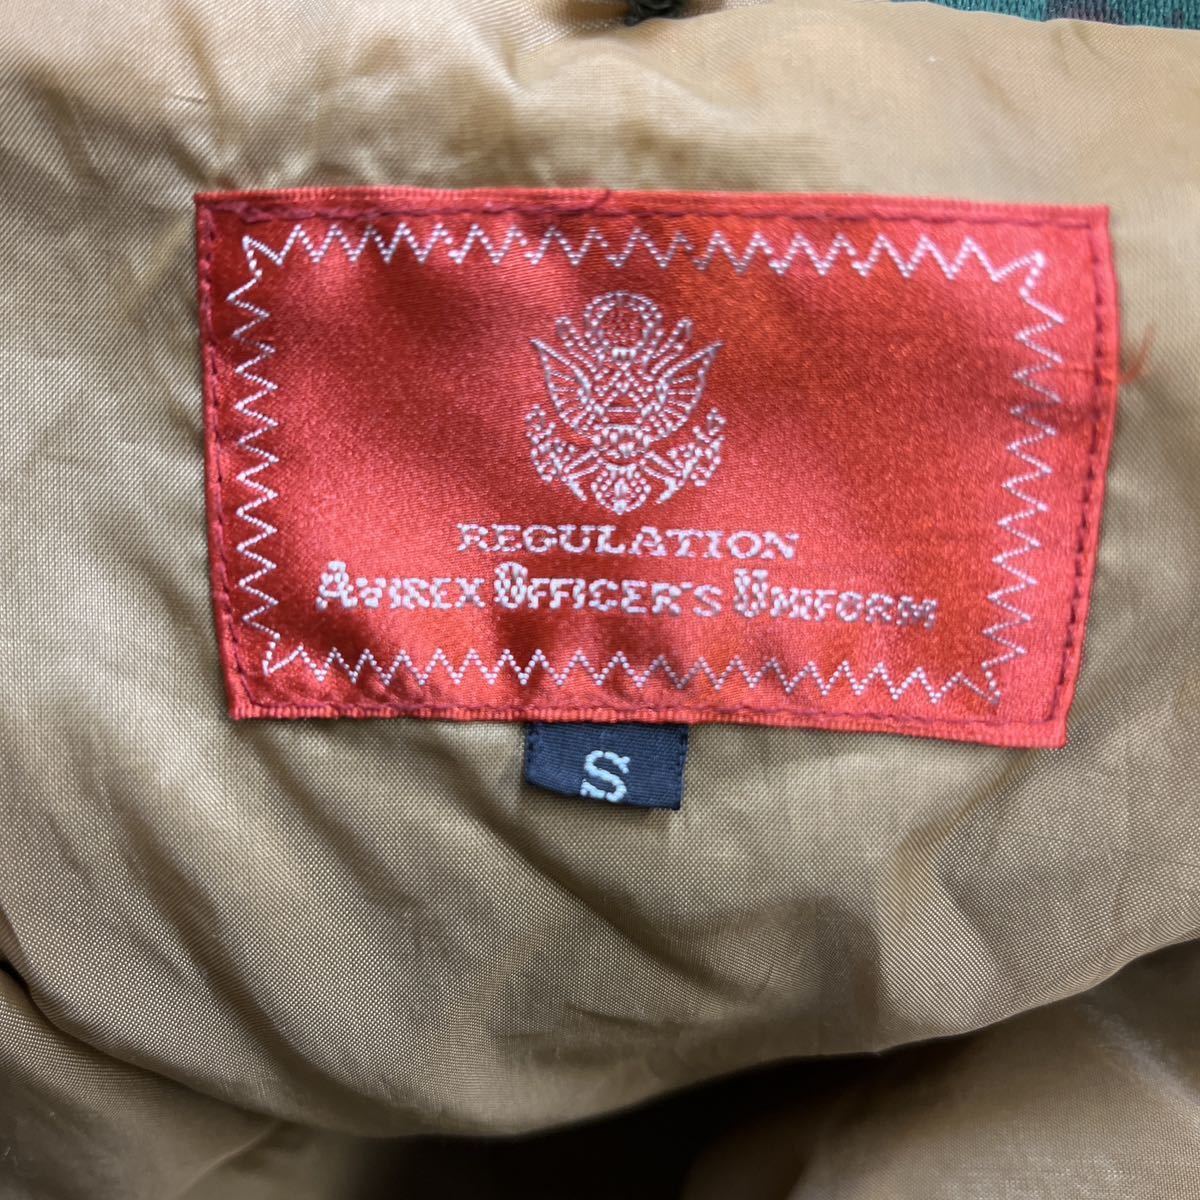 REGULATION
AVIREX OFFICER'S UNIFORM
S